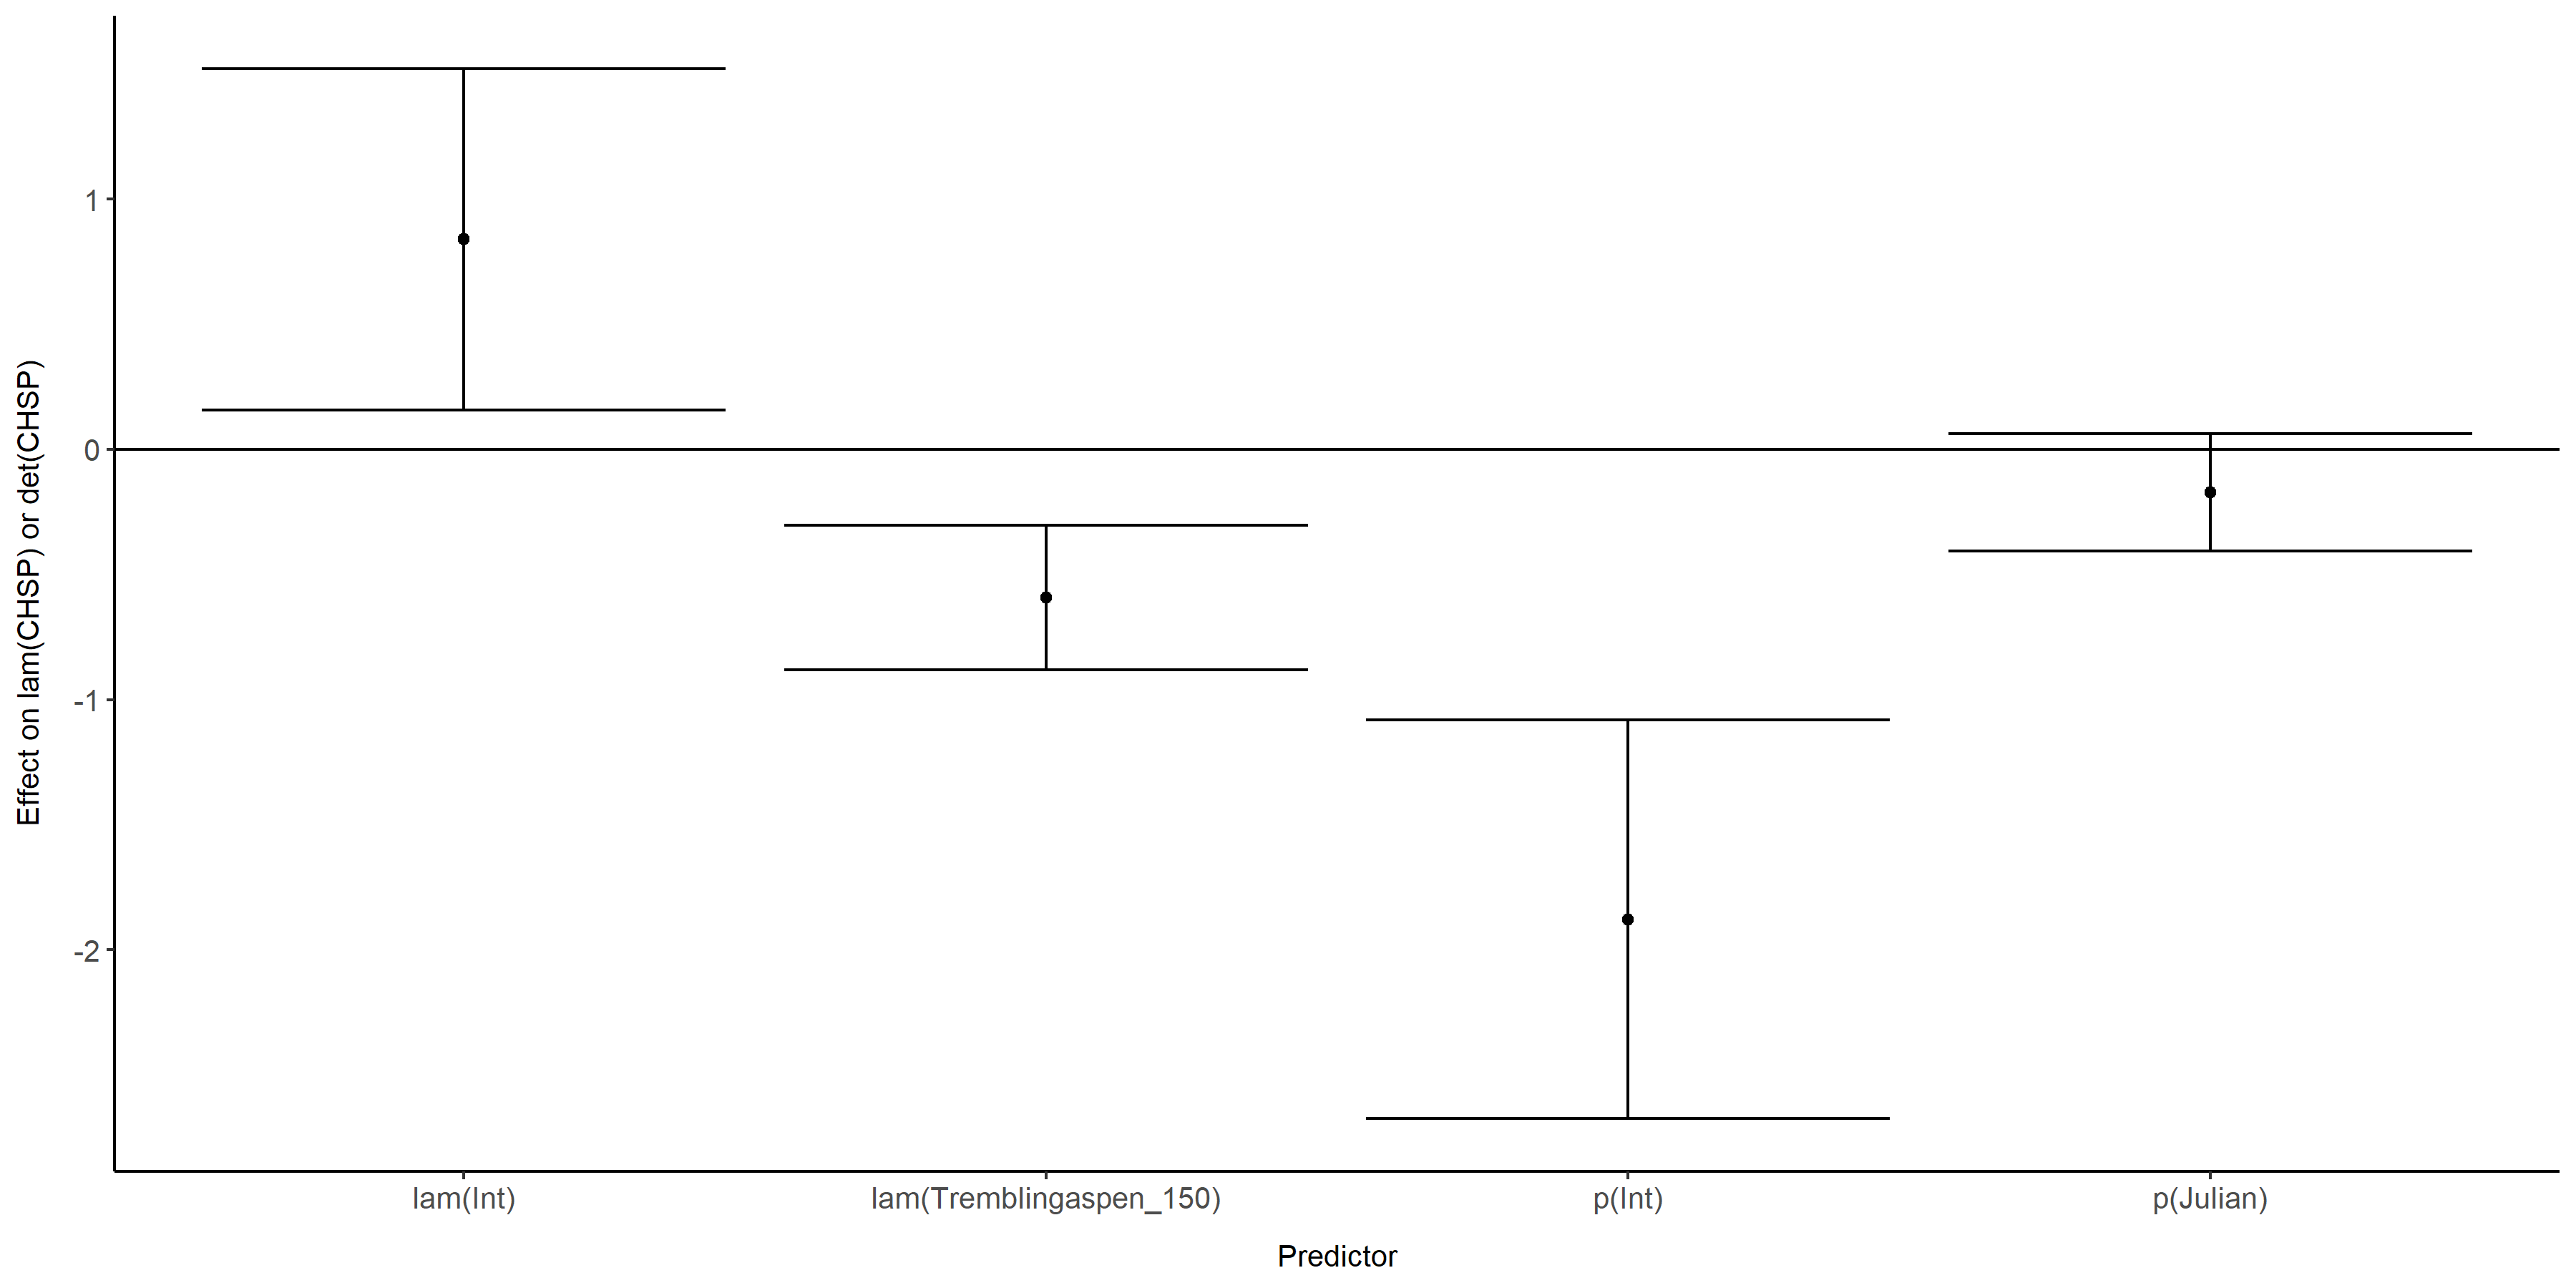 Effect on lam(CHSP) or det(CHSP)
1
0
-1
-2
lam(Int)
lam(Tremblingaspen_150)
p(Int)
p(Julian)
Predictor